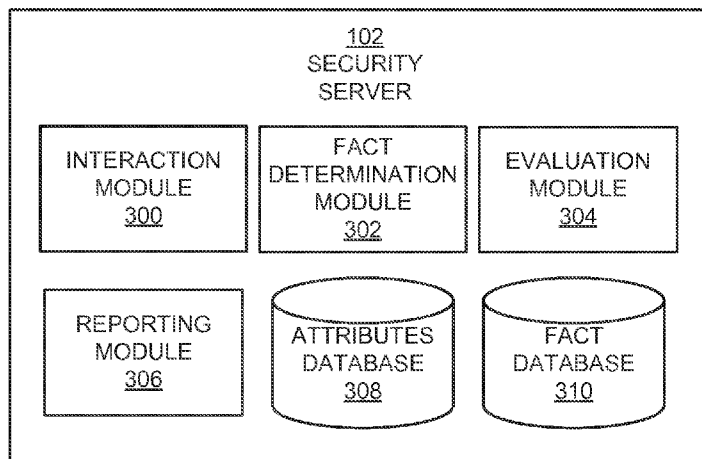 102
SECURITY
SERVER
INTERACTION
MODULE
300
FACT
DETERMINATION
MODULE
302
EVALUATION
MODULE
304
REPORTING
MODULE
306
ATTRIBUTES
DATABASE
308
FACT
DATABASE
310